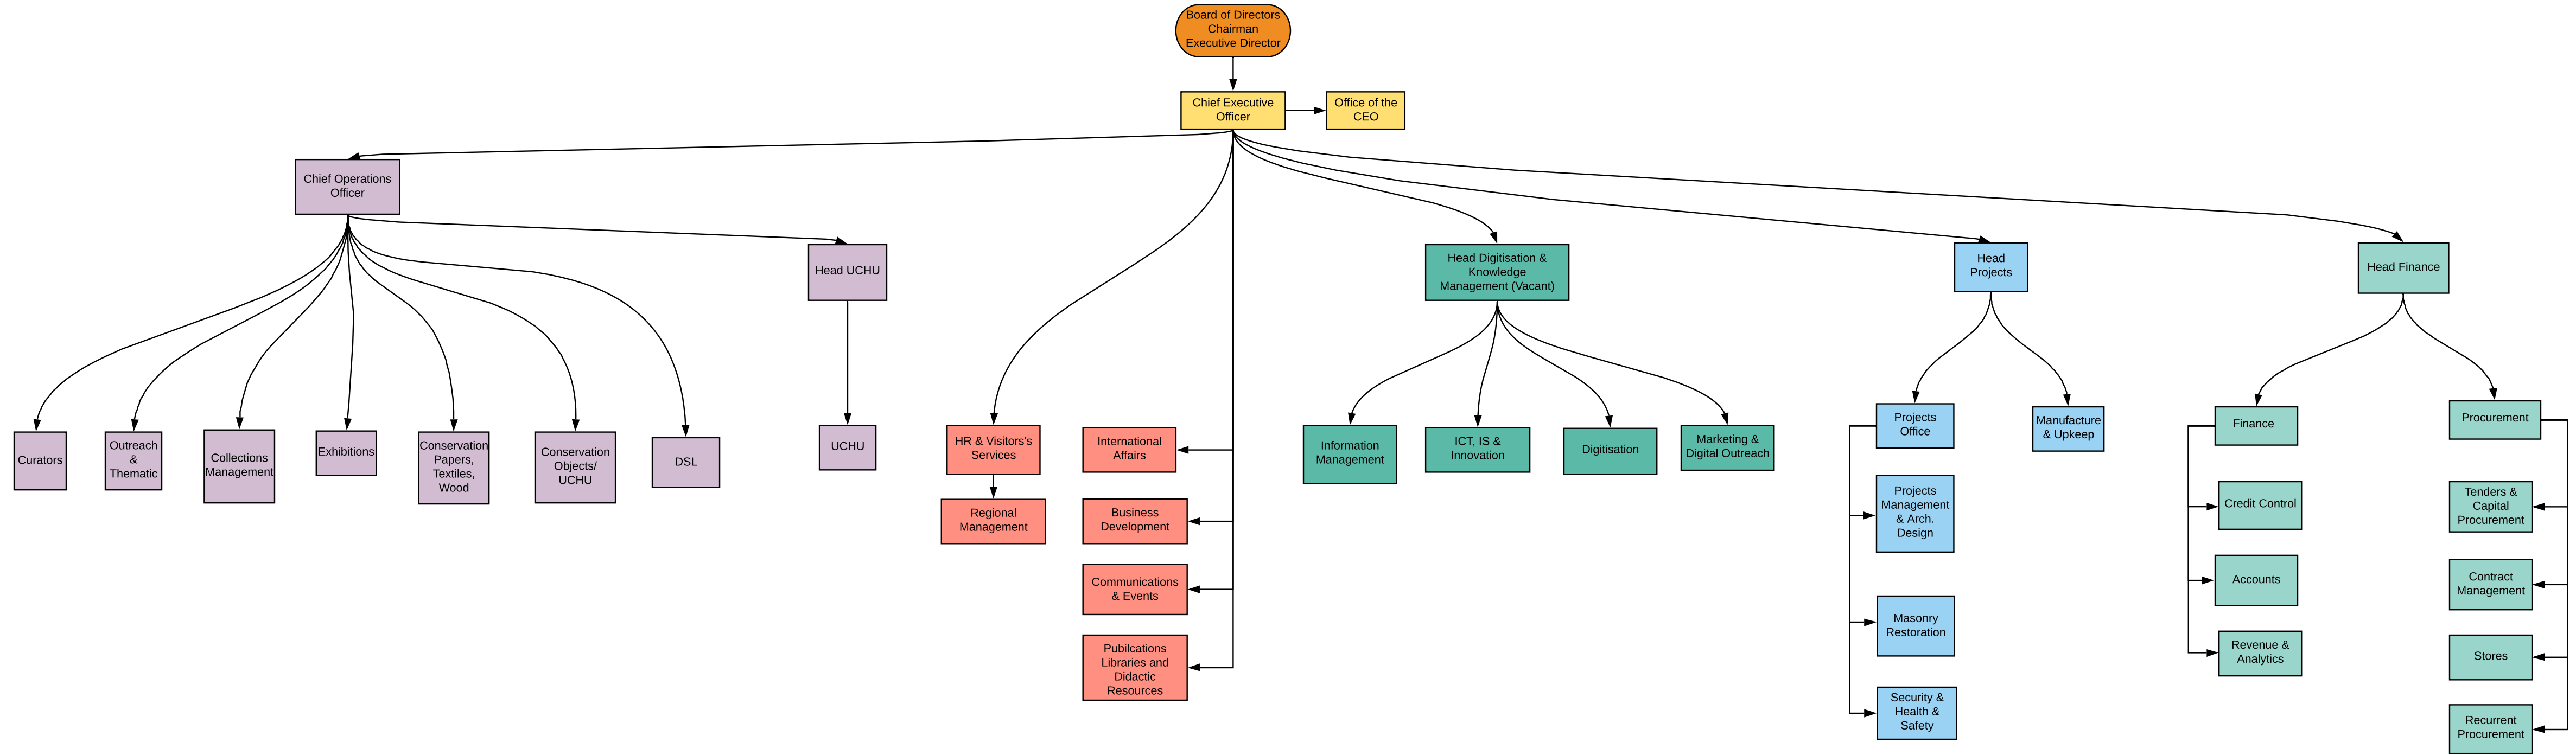 Board of Directors
Chairman
Executive Director
Chief Executive
Officer
Office of the
CEO
Chief Operations
Officer
Head UCHU
Head Digitisation &
Knowledge
Management (Vacant)
Head
Projects
Head Finance
Curators
Outreach
&
Thematic
Collections
Management
Exhibitions
Conservation
Papers,
Textiles,
Wood
Conservation
Objects/
UCHU
DSL
UCHU
HR & Visitors's
Services
Regional
Management
International
Affairs
Business
Development
Communications
& Events
Pubilcations
Libraries and
Didactic
Resources
Information
Management
ICT, IS &
Innovation
Digitisation
Marketing &
Digital Outreach
Projects
Office
Manufacture
& Upkeep
Projects
Management
& Arch.
Design
Masonry
Restoration
Security &
Health &
Safety
Finance
Credit Control
Accounts
Revenue &
Analytics
Procurement
Tenders &
Capital
Procurement
Contract
Management
Stores
Recurrent
Procurement